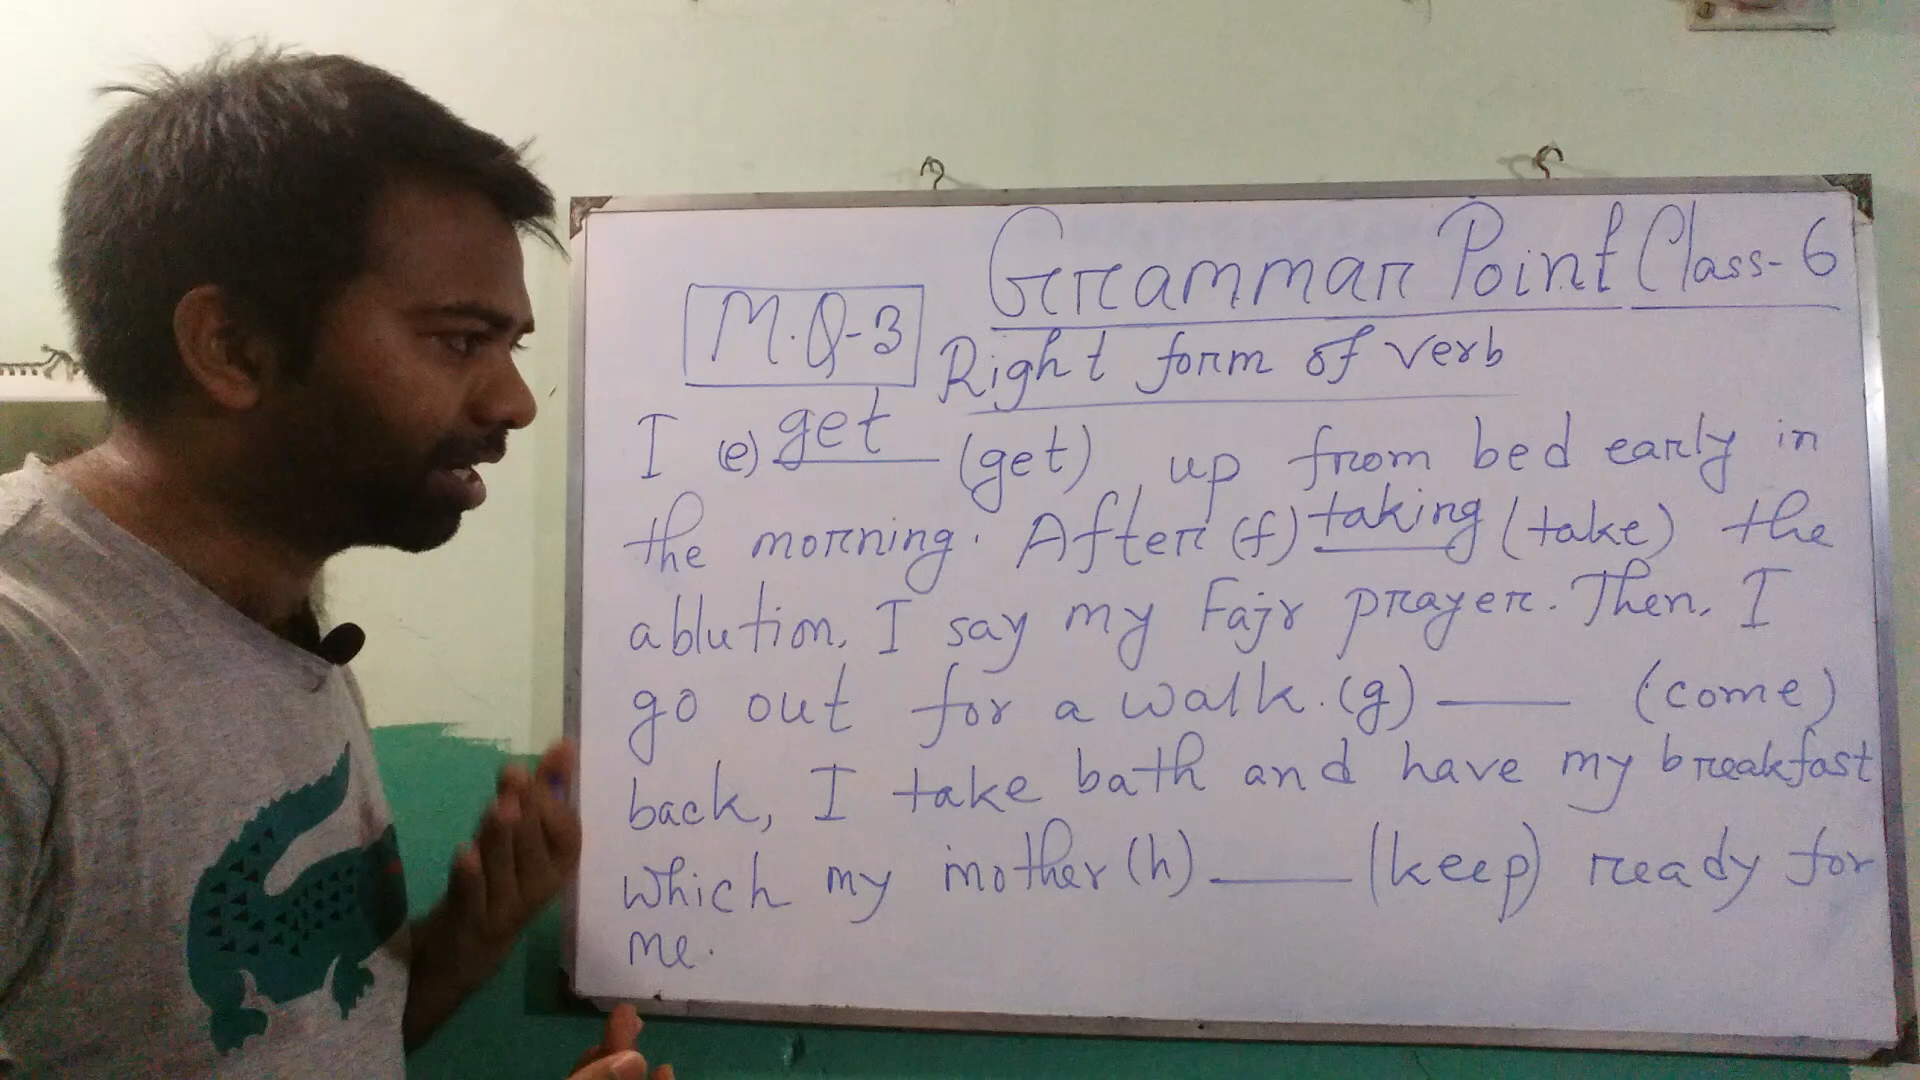 Grammar Point Class-6
M.Q-3
Right form of verb
I (e) get (get) up from bed early in
the morning. After (f) taking (take) the
ablution, I say my Fajr prayer. Then, I
go out for a walk. (g) ___ (come)
back, I take bath and have my breakfast
which my mother (h) ___ (keep) ready for
me.